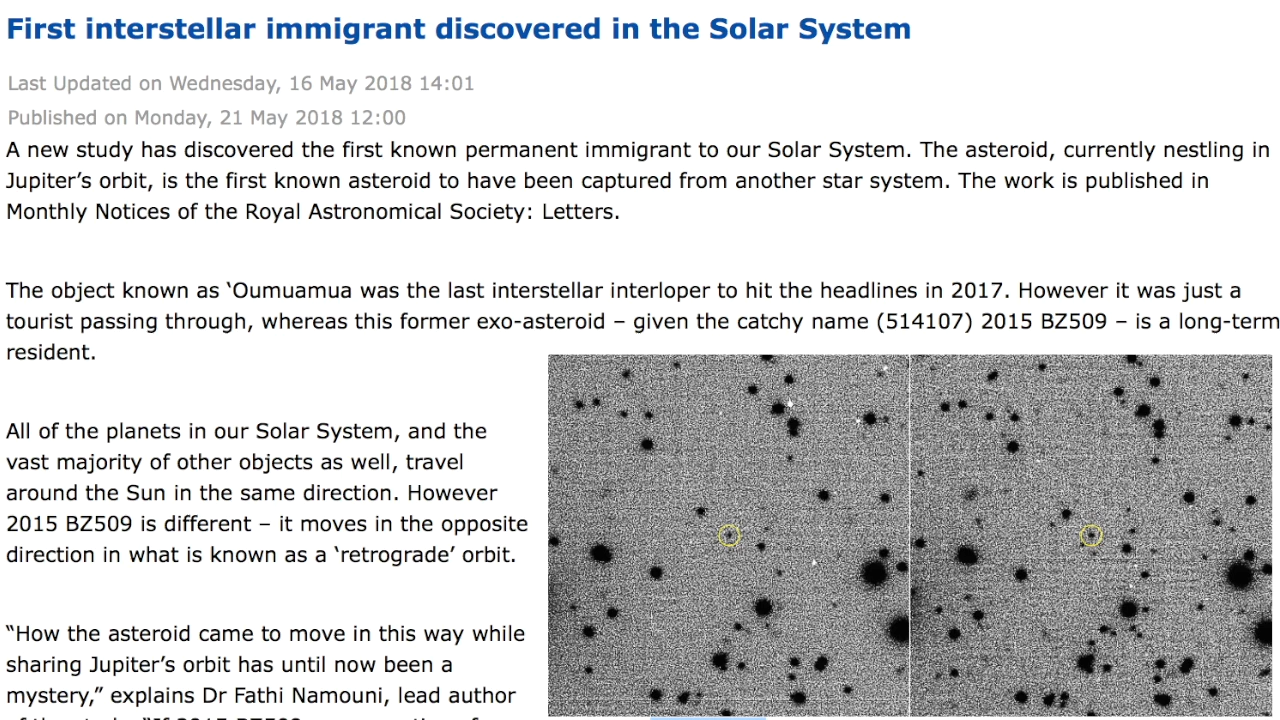 First interstellar immigrant discovered in the Solar System
Last Updated on Wednesday, 16 May 2018 14:01
Published on Monday, 21 May 2018 12:00
A new study has discovered the first known permanent immigrant to our Solar System. The asteroid, currently nestling in
Jupiter’s orbit, is the first known asteroid to have been captured from another star system. The work is published in
Monthly Notices of the Royal Astronomical Society: Letters.
The object known as ‘Oumuamua was the last interstellar interloper to hit the headlines in 2017. However it was just a
tourist passing through, whereas this former exo-asteroid – given the catchy name (514107) 2015 BZ509 – is a long-term
resident.
All of the planets in our Solar System, and the
vast majority of other objects as well, travel
around the Sun in the same direction. However
2015 BZ509 is different – it moves in the opposite
direction in what is known as a ‘retrograde’ orbit.
“How the asteroid came to move in this way while
sharing Jupiter’s orbit has until now been a
mystery,” explains Dr Fathi Namouni, lead author